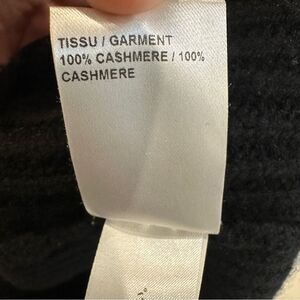 TISSU / GARMENT
100% CASHMERE / 100%
CASHMERE